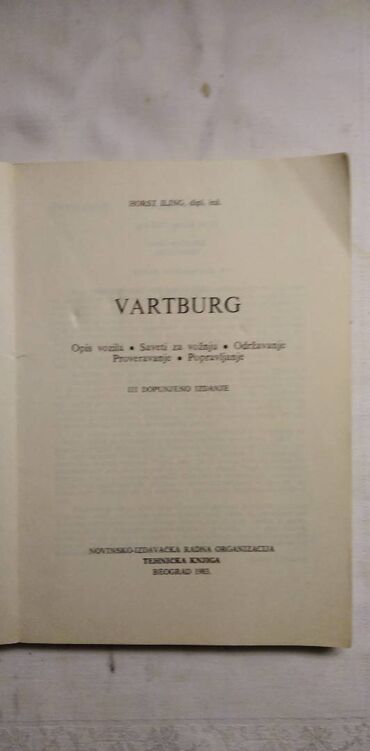 HORST ILING, dipl. inž.
VARTBURG
Opis vozila • Saveti za vožnju • Održavanje
Proveravanje • Popravljanje
III DOPUNJENO IZDANJE
NOVINSKO-IZDAVAČKA RADNA ORGANIZACIJA
TEHNIČKA KNJIGA
BEOGRAD 1983.